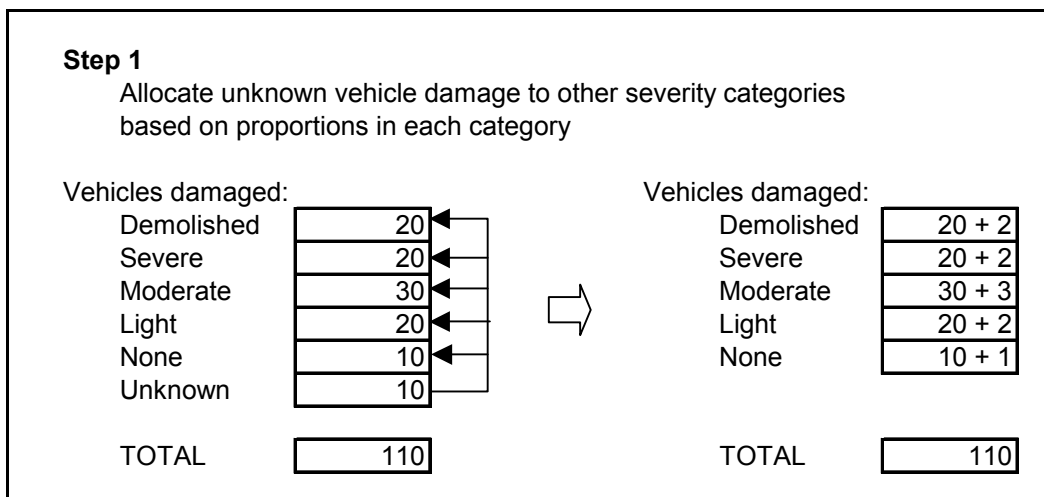 Step 1
Allocate unknown vehicle damage to other severity categories
based on proportions in each category
Vehicles damaged:
Demolished 20
Severe 20
Moderate 30
Light 20
None 10
Unknown 10
TOTAL 110
Vehicles damaged:
Demolished 20 + 2
Severe 20 + 2
Moderate 30 + 3
Light 20 + 2
None 10 + 1
TOTAL 110